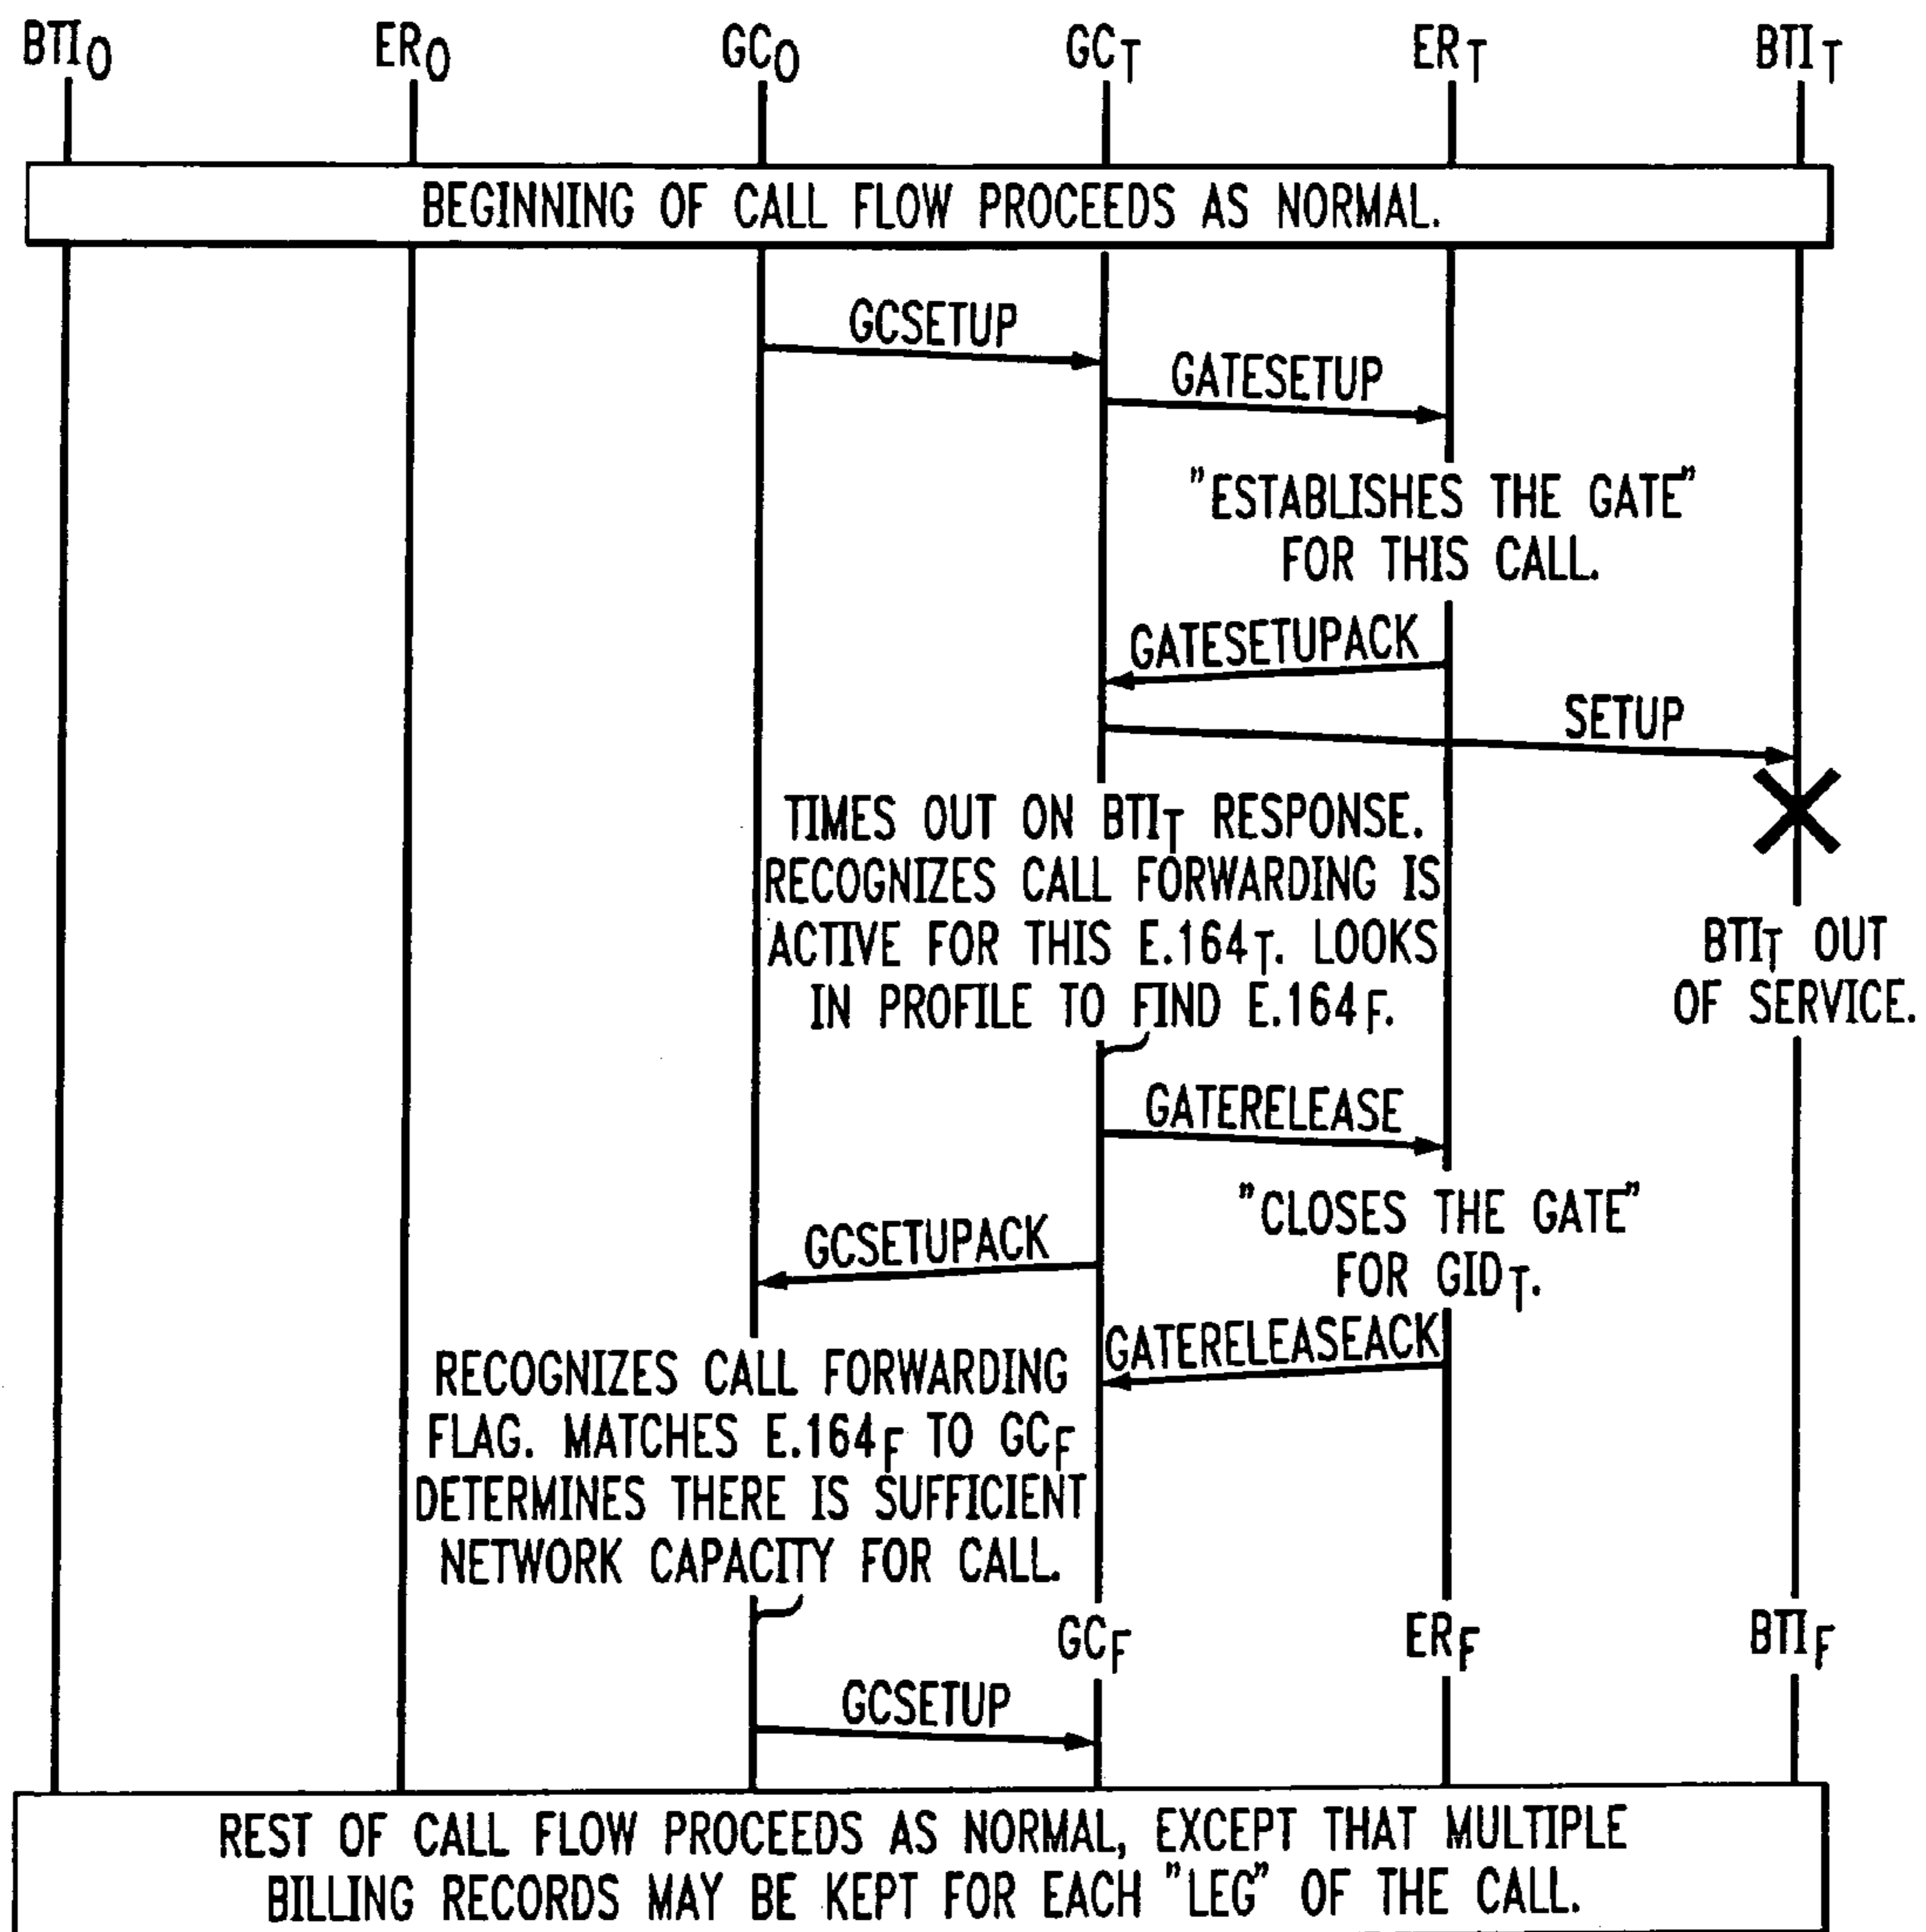 BTIO ERO GCO GCT ERT BTIT
BEGINNING OF CALL FLOW PROCEEDS AS NORMAL.
GCSETUP
GATESETUP
"ESTABLISHES THE GATE"
FOR THIS CALL.
GATESETUPACK
SETUP
TIMES OUT ON BTIT RESPONSE.
RECOGNIZES CALL FORWARDING IS
ACTIVE FOR THIS E.164T. LOOKS
IN PROFILE TO FIND E.164F.
BTIT OUT
OF SERVICE.
GATERELEASE
"CLOSES THE GATE"
FOR GIDT.
GCSETUPACK
GATERELEASEACK
RECOGNIZES CALL FORWARDING
FLAG. MATCHES E.164F TO GCF
DETERMINES THERE IS SUFFICIENT
NETWORK CAPACITY FOR CALL.
GCF ERF BTIF
GCSETUP
REST OF CALL FLOW PROCEEDS AS NORMAL, EXCEPT THAT MULTIPLE
BILLING RECORDS MAY BE KEPT FOR EACH "LEG" OF THE CALL.